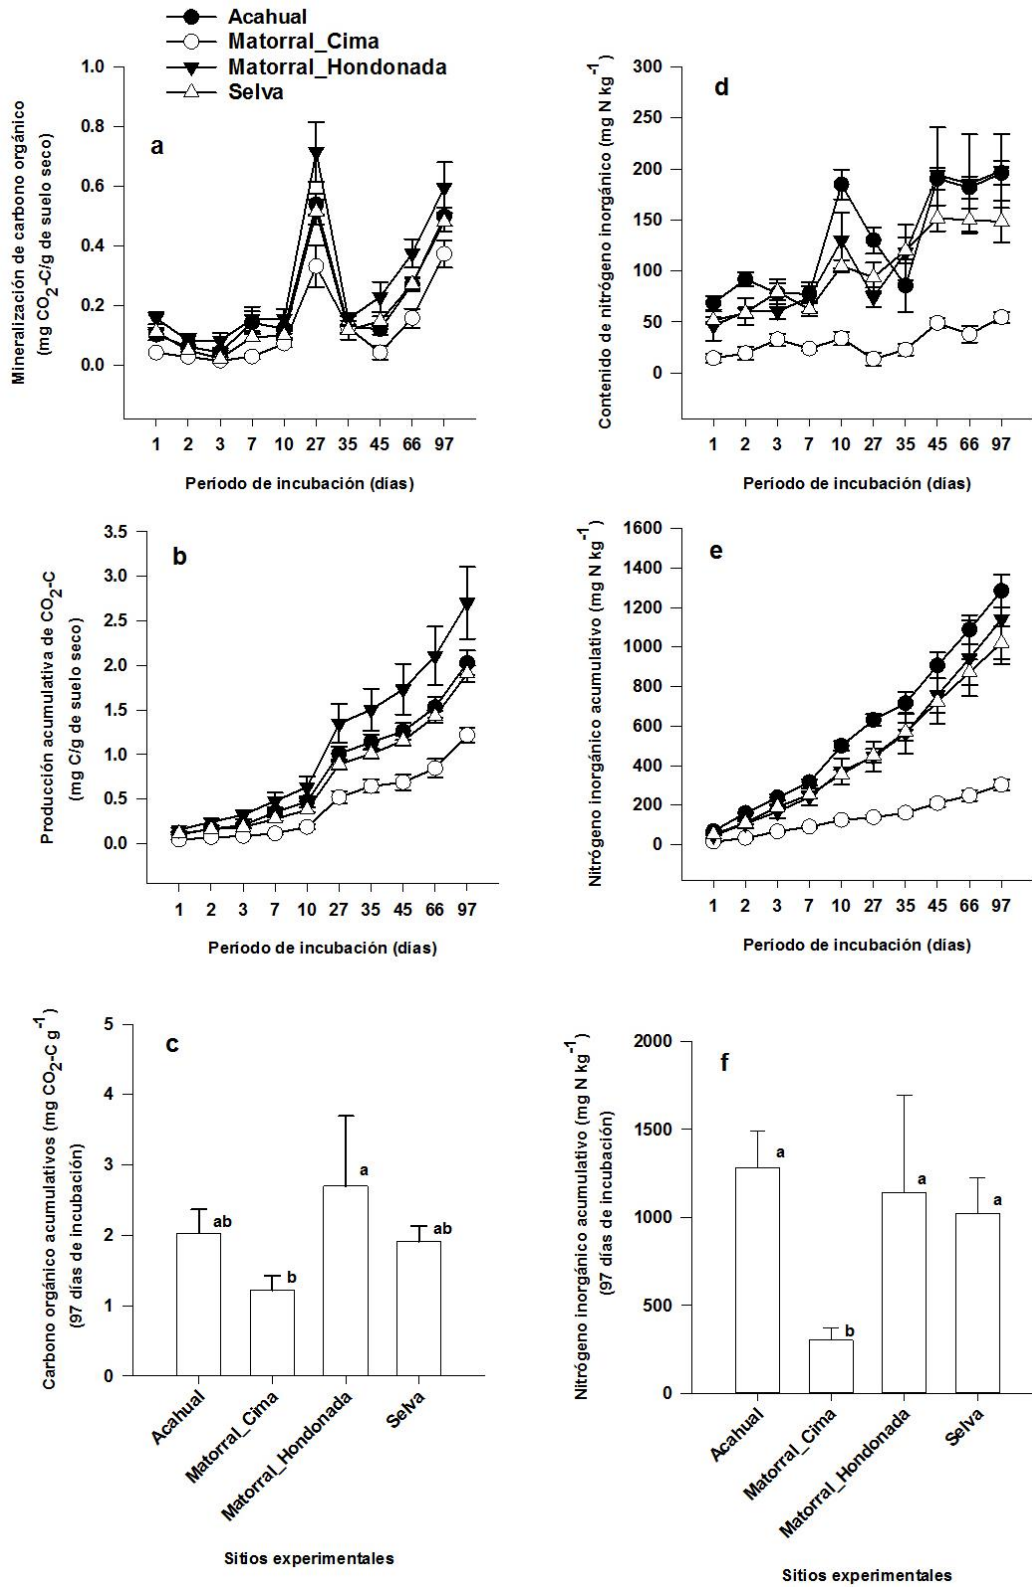 Acahual
Matorral_Cima
Matorral_Hondonada
Selva
Mineralización de carbono orgánico
(mg CO2-C/g de suelo seco)
1.0
0.8
0.6
0.4
0.2
0.0
a
1 2 3 7 10 27 35 45 66 97
Período de incubación (días)
Contenido de nitrógeno inorgánico (mg N kg-1)
300
250
200
150
100
50
0
d
1 2 3 7 10 27 35 45 66 97
Período de incubación (días)
Producción acumulativa de CO2-C
(mg C/g de suelo seco)
3.5
3.0
2.5
2.0
1.5
1.0
0.5
0.0
b
1 2 3 7 10 27 35 45 66 97
Período de incubación (días)
Nitrógeno inorgánico acumulativo (mg N kg-1)
1600
1400
1200
1000
800
600
400
200
0
e
1 2 3 7 10 27 35 45 66 97
Período de incubación (días)
Carbono orgánico acumulativos (mg CO2-C g-1)
(97 días de incubación)
5
4
3
2
1
0
c
ab
b
a
ab
Acahual
Matorral_Cima
Matorral_Hondonada
Selva
Sitios experimentales
Nitrógeno inorgánico acumulativo (mg N kg-1)
(97 días de incubación)
2000
1500
1000
500
0
f
a
b
a
a
Acahual
Matorral_Cima
Matorral_Hondonada
Selva
Sitios experimentales